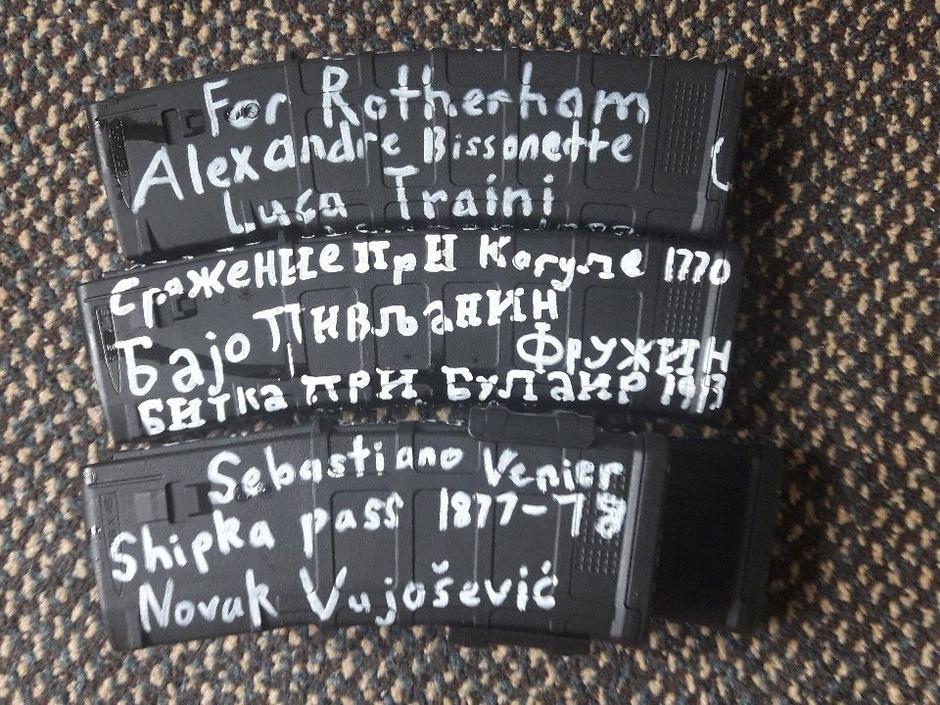 For Rotherham
Alexandre Bissonette
Luca Traini
Сражение при Кагуле 1770
Бајо Пивљанин
Фружин
Битка при Булаир 1913
Sebastiano Venier
Shipka pass 1877-78
Novak Vujošević